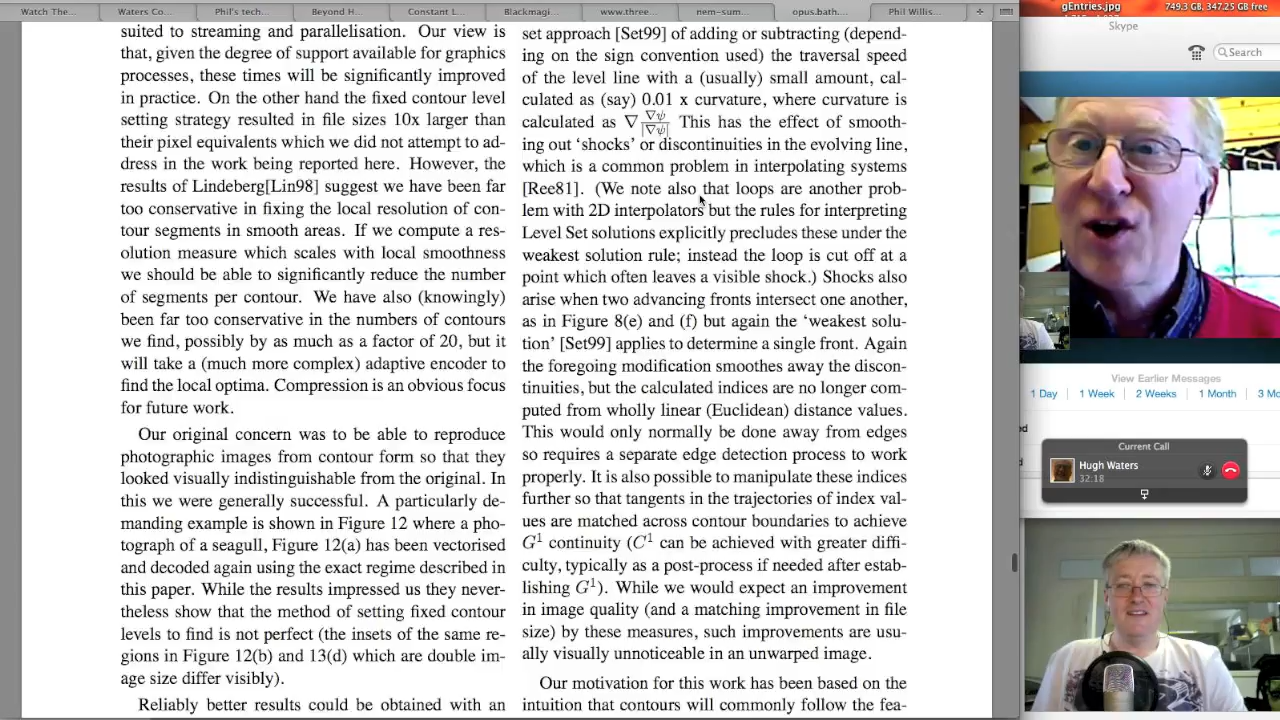 Watch The...
Waters Co...
Phil's tech...
Beyond H...
Constant L...
Blackmagi...
www.three...
nem-sum...
opus.bath....
Phil Willis...
gEntries.jpg
749.3 GB, 347.25 GB free
Skype
Search
suited to streaming and parallelisation. Our view is
that, given the degree of support available for graphics
processes, these times will be significantly improved
in practice. On the other hand the fixed contour level
setting strategy resulted in file sizes 10x larger than
their pixel equivalents which we did not attempt to ad-
dress in the work being reported here. However, the
results of Lindeberg[Lin98] suggest we have been far
too conservative in fixing the local resolution of con-
tour segments in smooth areas. If we compute a res-
olution measure which scales with local smoothness
we should be able to significantly reduce the number
of segments per contour. We have also (knowingly)
been far too conservative in the numbers of contours
we find, possibly by as much as a factor of 20, but it
will take a (much more complex) adaptive encoder to
find the local optima. Compression is an obvious focus
for future work.
Our original concern was to be able to reproduce
photographic images from contour form so that they
looked visually indistinguishable from the original. In
this we were generally successful. A particularly de-
manding example is shown in Figure 12 where a pho-
tograph of a seagull, Figure 12(a) has been vectorised
and decoded again using the exact regime described in
this paper. While the results impressed us they never-
theless show that the method of setting fixed contour
levels to find is not perfect (the insets of the same re-
gions in Figure 12(b) and 13(d) which are double im-
age size differ visibly).
Reliably better results could be obtained with an
set approach [Set99] of adding or subtracting (depend-
ing on the sign convention used) the traversal speed
of the level line with a (usually) small amount, cal-
culated as (say) 0.01 x curvature, where curvature is
calculated as ∇ ∇ψ/|∇ψ| This has the effect of smooth-
ing out 'shocks' or discontinuities in the evolving line,
which is a common problem in interpolating systems
[Ree81]. (We note also that loops are another prob-
lem with 2D interpolators but the rules for interpreting
Level Set solutions explicitly precludes these under the
weakest solution rule; instead the loop is cut off at a
point which often leaves a visible shock.) Shocks also
arise when two advancing fronts intersect one another,
as in Figure 8(e) and (f) but again the 'weakest solu-
tion' [Set99] applies to determine a single front. Again
the foregoing modification smoothes away the discon-
tinuities, but the calculated indices are no longer com-
puted from wholly linear (Euclidean) distance values.
This would only normally be done away from edges
so requires a separate edge detection process to work
properly. It is also possible to manipulate these indices
further so that tangents in the trajectories of index val-
ues are matched across contour boundaries to achieve
G¹ continuity (C¹ can be achieved with greater diffi-
culty, typically as a post-process if needed after estab-
lishing G¹). While we would expect an improvement
in image quality (and a matching improvement in file
size) by these measures, such improvements are usu-
ally visually unnoticeable in an unwarped image.
Our motivation for this work has been based on the
intuition that contours will commonly follow the fea-
View Earlier Messages
1 Day 1 Week 2 Weeks 1 Month 3 Mo
Current Call
Hugh Waters
32:18